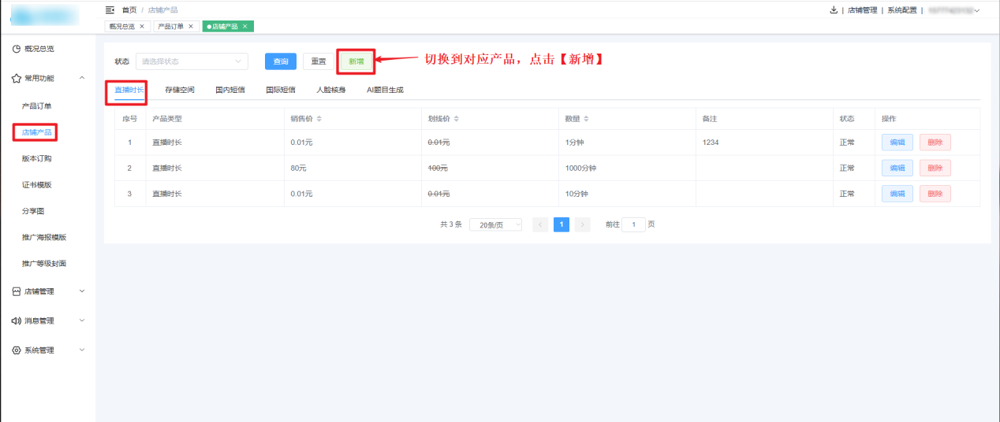 首页 / 店铺产品
店铺管理 | 系统配置 |
概况总览 × 产品订单 × 店铺产品 ×
概况总览
常用功能
产品订单
店铺产品
版本订购
证书模版
分享图
推广海报模版
推广等级封面
店铺管理
消息管理
系统管理
状态 请选择状态 查询 重置 新增
切换到对应产品，点击【新增】
直播时长 存储空间 国内短信 国际短信 人脸核身 AI题目生成
序号 产品类型 销售价 划线价 数量 备注 状态 操作
1 直播时长 0.01元 0.01元 1分钟 1234 正常 编辑 删除
2 直播时长 80元 100元 1000分钟 正常 编辑 删除
3 直播时长 0.01元 0.01元 10分钟 正常 编辑 删除
共 3 条 20条/页 < 1 > 前往 1 页